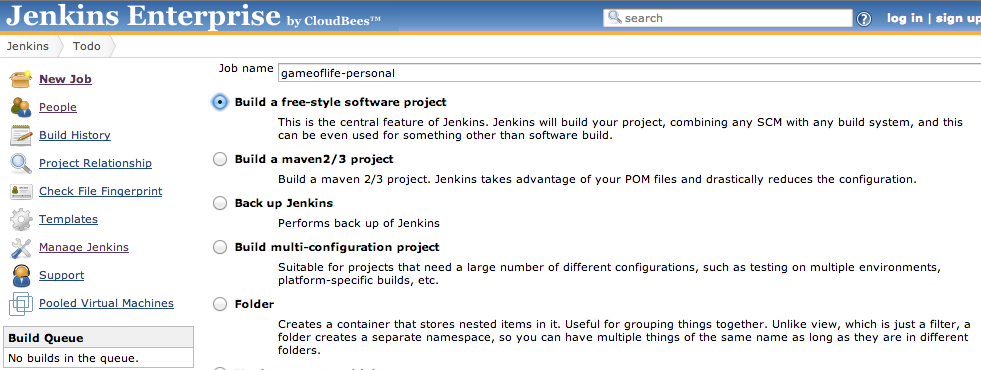 Jenkins Enterprise by CloudBees™
search
log in | sign up
Jenkins
Todo
New Job
People
Build History
Project Relationship
Check File Fingerprint
Templates
Manage Jenkins
Support
Pooled Virtual Machines
Build Queue
No builds in the queue.
Job name gameoflife-personal
Build a free-style software project
This is the central feature of Jenkins. Jenkins will build your project, combining any SCM with any build system, and this
can be even used for something other than software build.
Build a maven2/3 project
Build a maven 2/3 project. Jenkins takes advantage of your POM files and drastically reduces the configuration.
Back up Jenkins
Performs back up of Jenkins
Build multi-configuration project
Suitable for projects that need a large number of different configurations, such as testing on multiple environments,
platform-specific builds, etc.
Folder
Creates a container that stores nested items in it. Useful for grouping things together. Unlike view, which is just a filter, a
folder creates a separate namespace, so you can have multiple things of the same name as long as they are in different
folders.